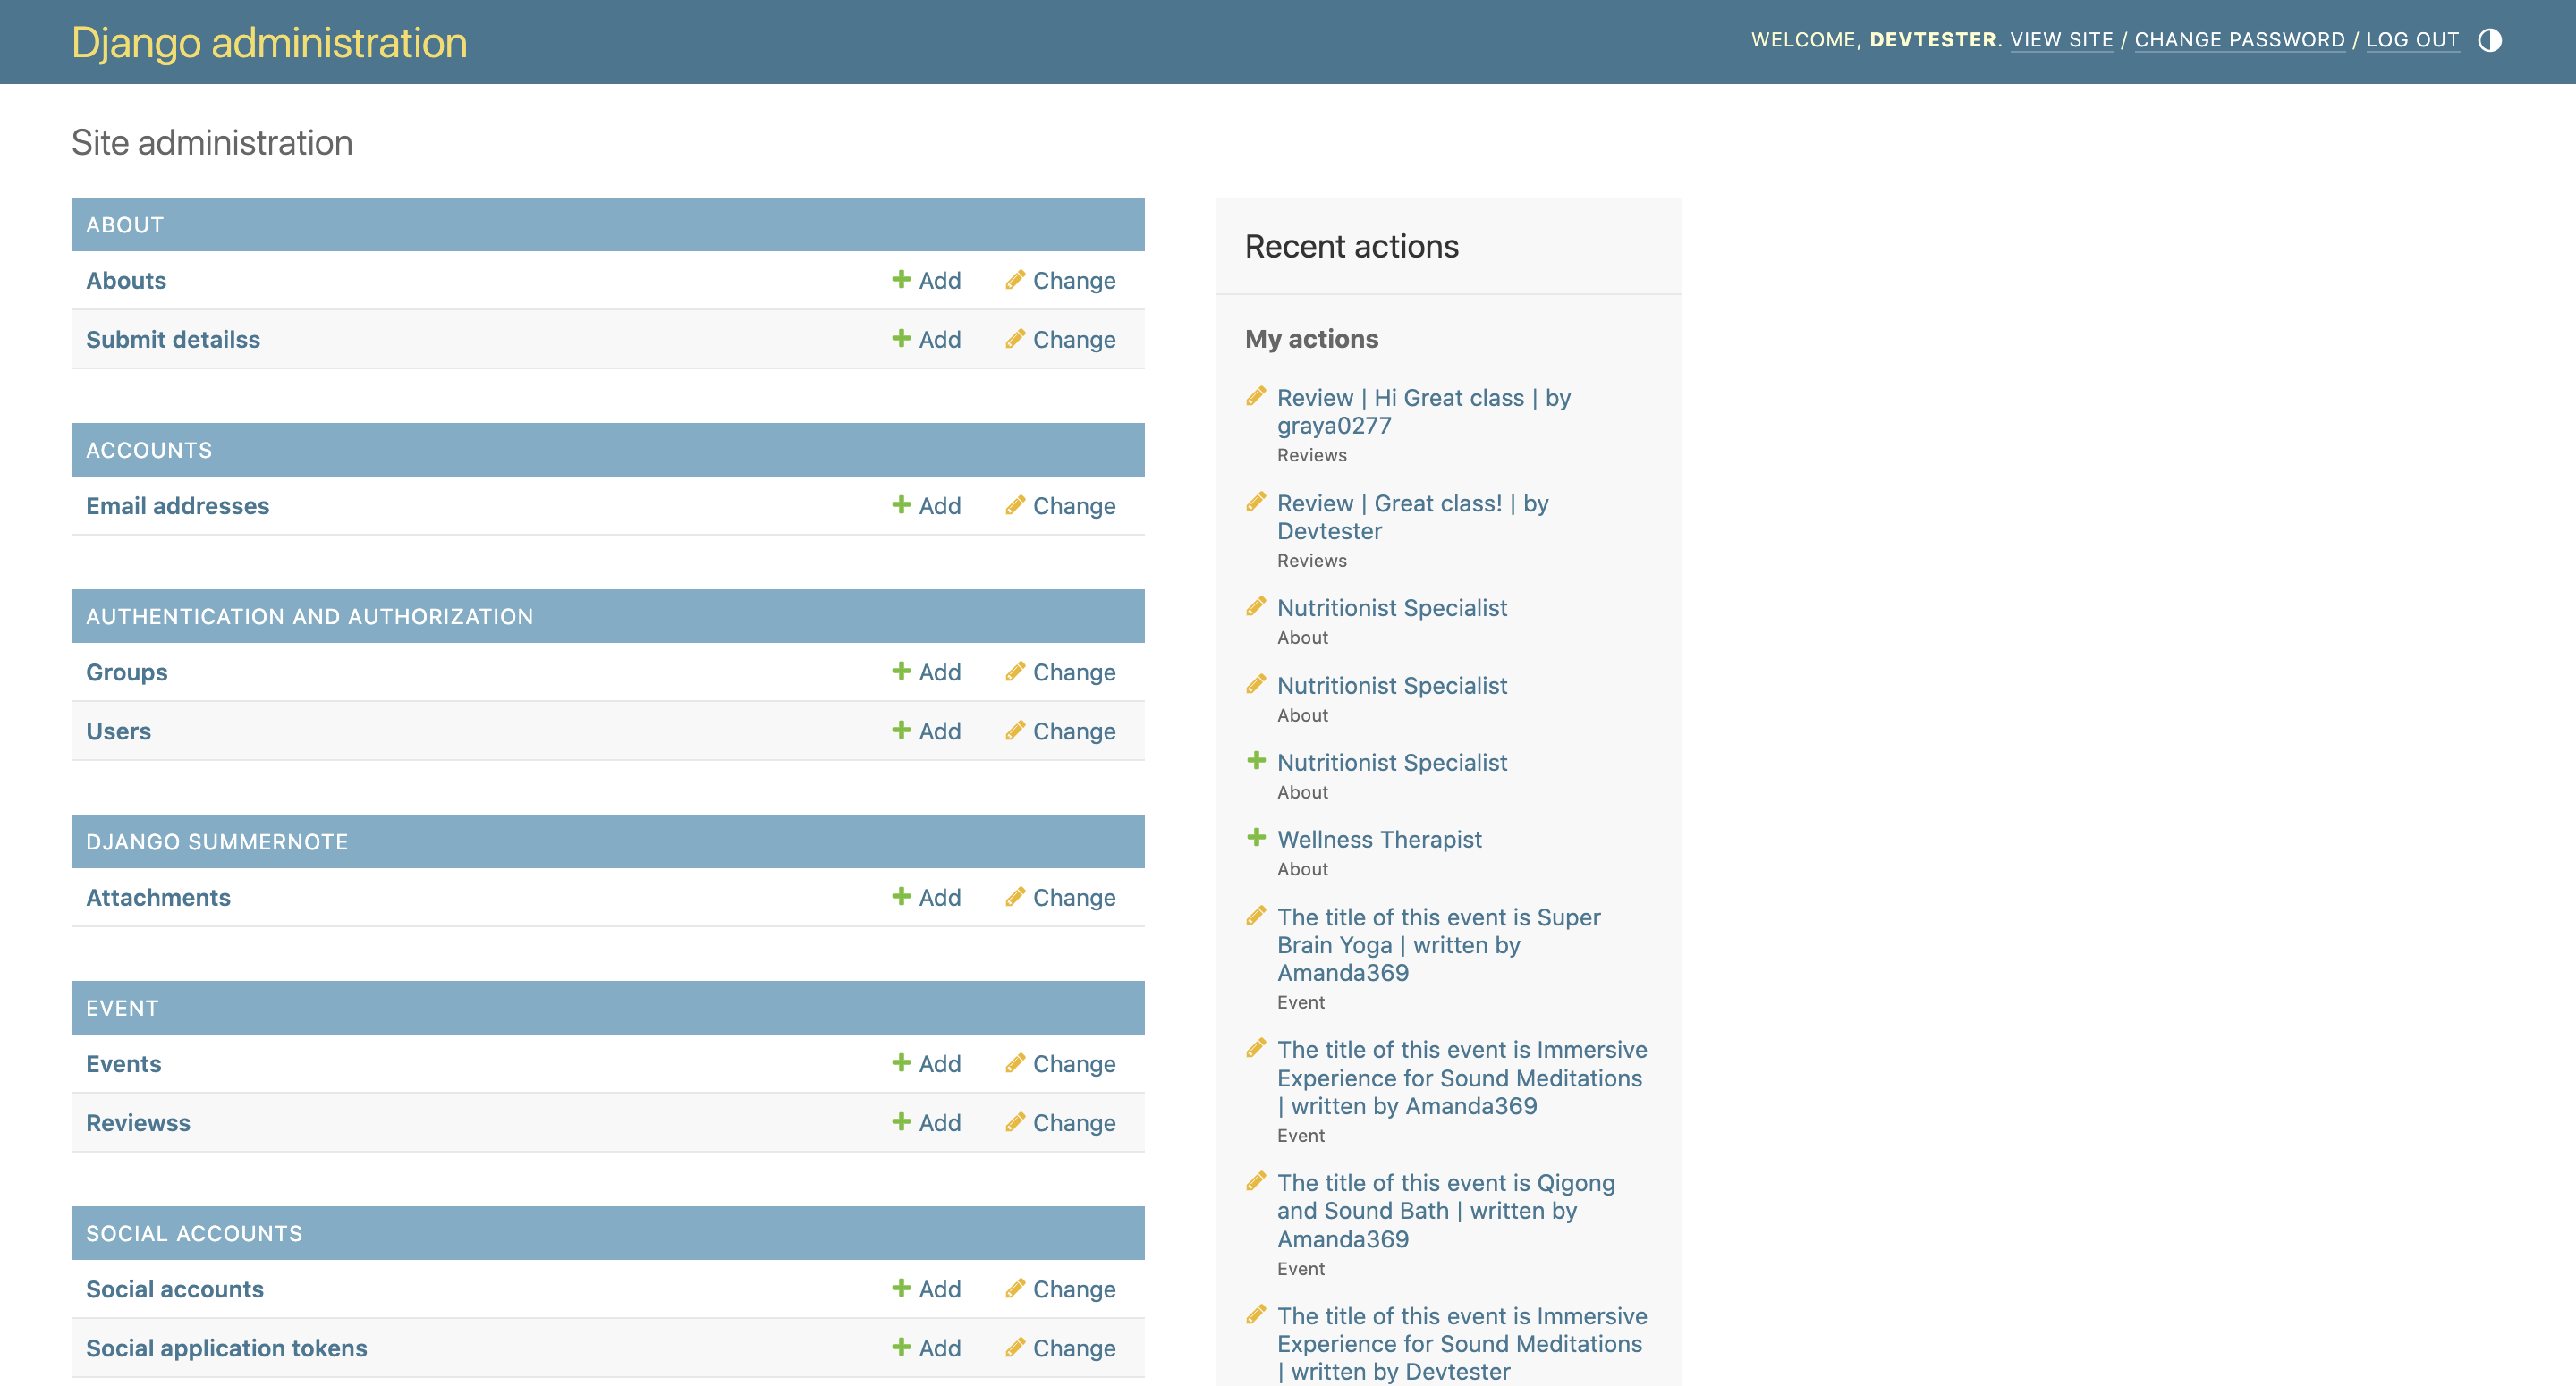 Django administration
WELCOME, DEVTESTER. VIEW SITE / CHANGE PASSWORD / LOG OUT
Site administration
ABOUT
Abouts Add Change
Submit detailss Add Change
ACCOUNTS
Email addresses Add Change
AUTHENTICATION AND AUTHORIZATION
Groups Add Change
Users Add Change
DJANGO SUMMERNOTE
Attachments Add Change
EVENT
Events Add Change
Reviewss Add Change
SOCIAL ACCOUNTS
Social accounts Add Change
Social application tokens Add Change
Recent actions
My actions
Review | Hi Great class | by
graya0277
Reviews
Review | Great class! | by
Devtester
Reviews
Nutritionist Specialist
About
Nutritionist Specialist
About
Nutritionist Specialist
About
Wellness Therapist
About
The title of this event is Super
Brain Yoga | written by
Amanda369
Event
The title of this event is Immersive
Experience for Sound Meditations
| written by Amanda369
Event
The title of this event is Qigong
and Sound Bath | written by
Amanda369
Event
The title of this event is Immersive
Experience for Sound Meditations
| written by Devtester